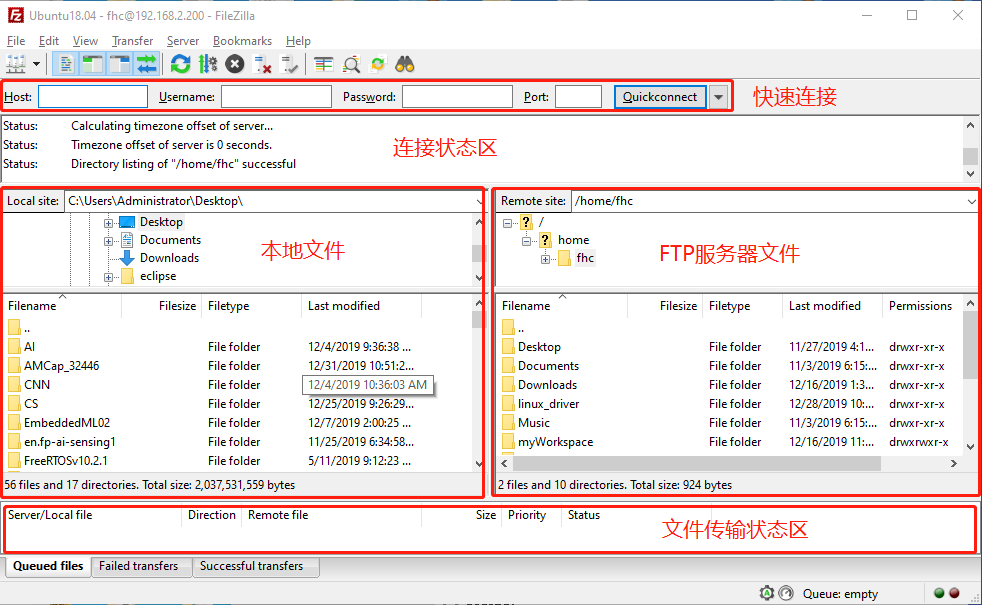 Ubuntu18.04 - fhc@192.168.2.200 - FileZilla
File Edit View Transfer Server Bookmarks Help
Host: Username: Password: Port: Quickconnect 快速连接
Status: Calculating timezone offset of server...
Status: Timezone offset of server is 0 seconds.
Status: Directory listing of "/home/fhc" successful
连接状态区
Local site: C:\Users\Administrator\Desktop\
Desktop
Documents
Downloads
eclipse
本地文件
Filename Filesize Filetype Last modified
..
AI File folder 12/4/2019 9:36:38 ...
AMCap_32446 File folder 12/31/2019 10:51:2...
CNN File folder 12/4/2019 10:36:03 AM
CS File folder 12/25/2019 9:26:29...
EmbeddedML02 File folder 12/7/2019 2:00:25 ...
en.fp-ai-sensing1 File folder 11/25/2019 6:34:58...
FreeRTOSv10.2.1 File folder 5/11/2019 9:12:23 ...
56 files and 17 directories. Total size: 2,037,531,559 bytes
Remote site: /home/fhc
/
home
fhc
FTP服务器文件
Filename Filesize Filetype Last modified Permissions
..
Desktop File folder 11/27/2019 4:1... drwxr-xr-x
Documents File folder 11/3/2019 6:15:... drwxr-xr-x
Downloads File folder 12/16/2019 1:3... drwxr-xr-x
linux_driver File folder 12/28/2019 10:... drwxr-xr-x
Music File folder 11/3/2019 6:15:... drwxr-xr-x
myWorkspace File folder 12/16/2019 11:... drwxrwxr-x
2 files and 10 directories. Total size: 924 bytes
Server/Local file Direction Remote file Size Priority Status
文件传输状态区
Queued files Failed transfers Successful transfers
Queue: empty